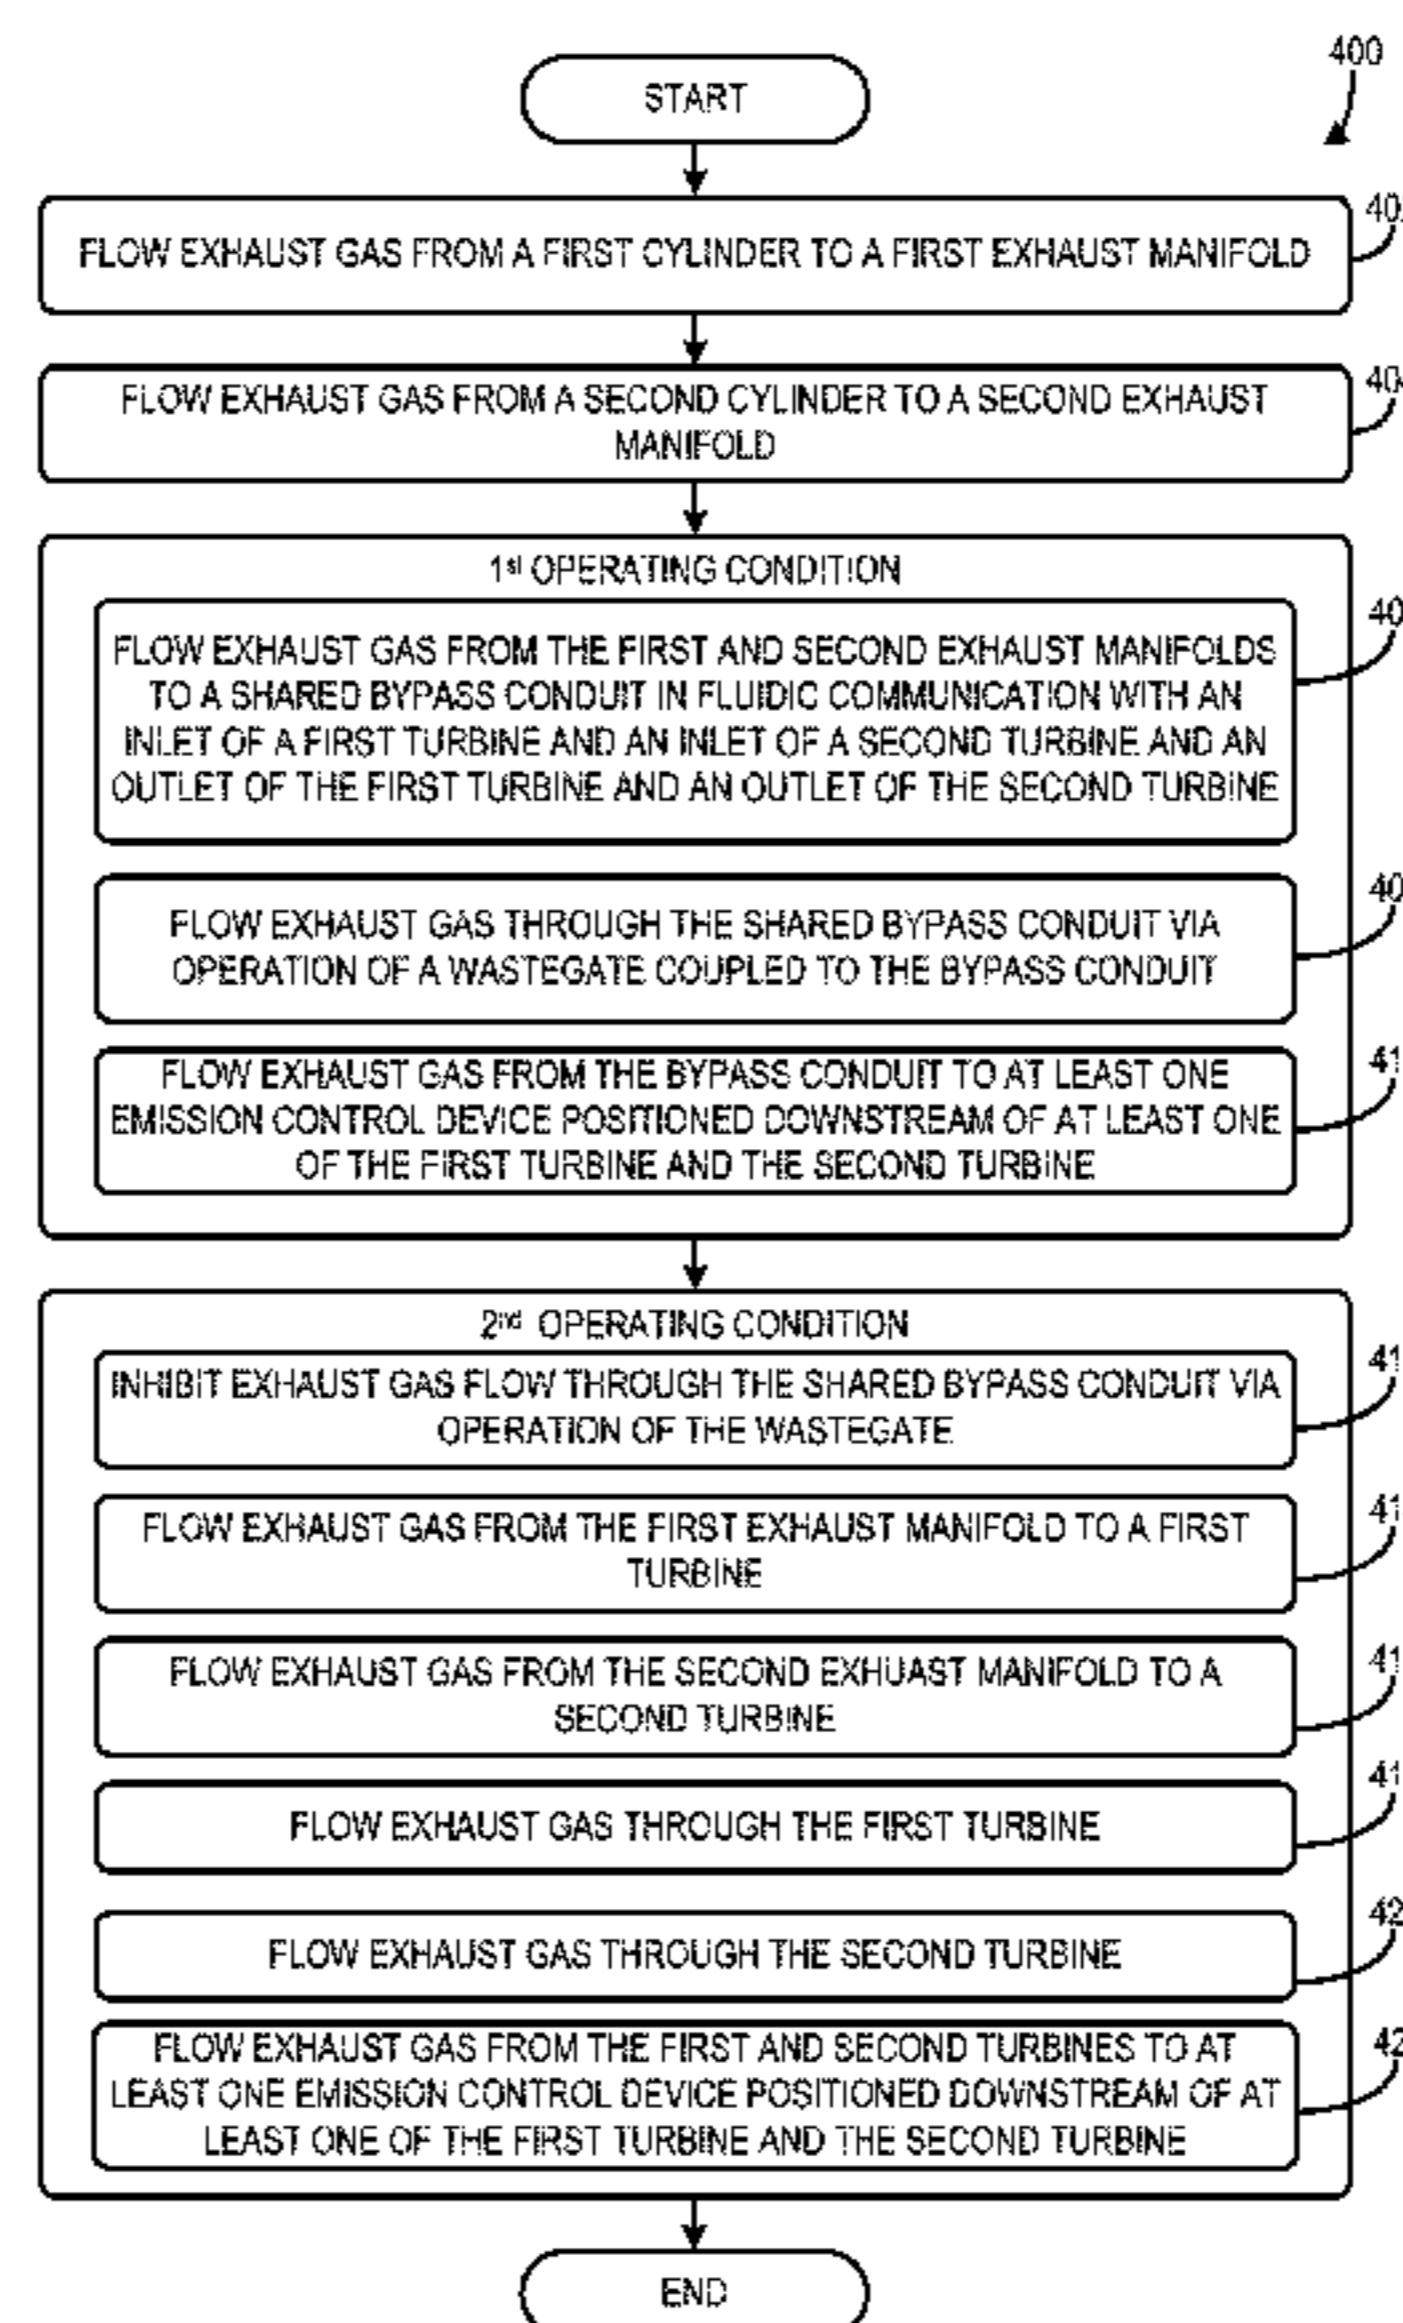 400
START
FLOW EXHAUST GAS FROM A FIRST CYLINDER TO A FIRST EXHAUST MANIFOLD
FLOW EXHAUST GAS FROM A SECOND CYLINDER TO A SECOND EXHAUST
MANIFOLD
1st OPERATING CONDITION
FLOW EXHAUST GAS FROM THE FIRST AND SECOND EXHAUST MANIFOLDS
TO A SHARED BYPASS CONDUIT IN FLUIDIC COMMUNICATION WITH AN
INLET OF A FIRST TURBINE AND AN INLET OF A SECOND TURBINE AND AN
OUTLET OF THE FIRST TURBINE AND AN OUTLET OF THE SECOND TURBINE
FLOW EXHAUST GAS THROUGH THE SHARED BYPASS CONDUIT VIA
OPERATION OF A WASTEGATE COUPLED TO THE BYPASS CONDUIT
FLOW EXHAUST GAS FROM THE BYPASS CONDUIT TO AT LEAST ONE
EMISSION CONTROL DEVICE POSITIONED DOWNSTREAM OF AT LEAST ONE
OF THE FIRST TURBINE AND THE SECOND TURBINE
2nd OPERATING CONDITION
INHIBIT EXHAUST GAS FLOW THROUGH THE SHARED BYPASS CONDUIT VIA
OPERATION OF THE WASTEGATE
FLOW EXHAUST GAS FROM THE FIRST EXHAUST MANIFOLD TO A FIRST
TURBINE
FLOW EXHAUST GAS FROM THE SECOND EXHUAST MANIFOLD TO A
SECOND TURBINE
FLOW EXHAUST GAS THROUGH THE FIRST TURBINE
FLOW EXHAUST GAS THROUGH THE SECOND TURBINE
FLOW EXHAUST GAS FROM THE FIRST AND SECOND TURBINES TO AT
LEAST ONE EMISSION CONTROL DEVICE POSITIONED DOWNSTREAM OF AT
LEAST ONE OF THE FIRST TURBINE AND THE SECOND TURBINE
END